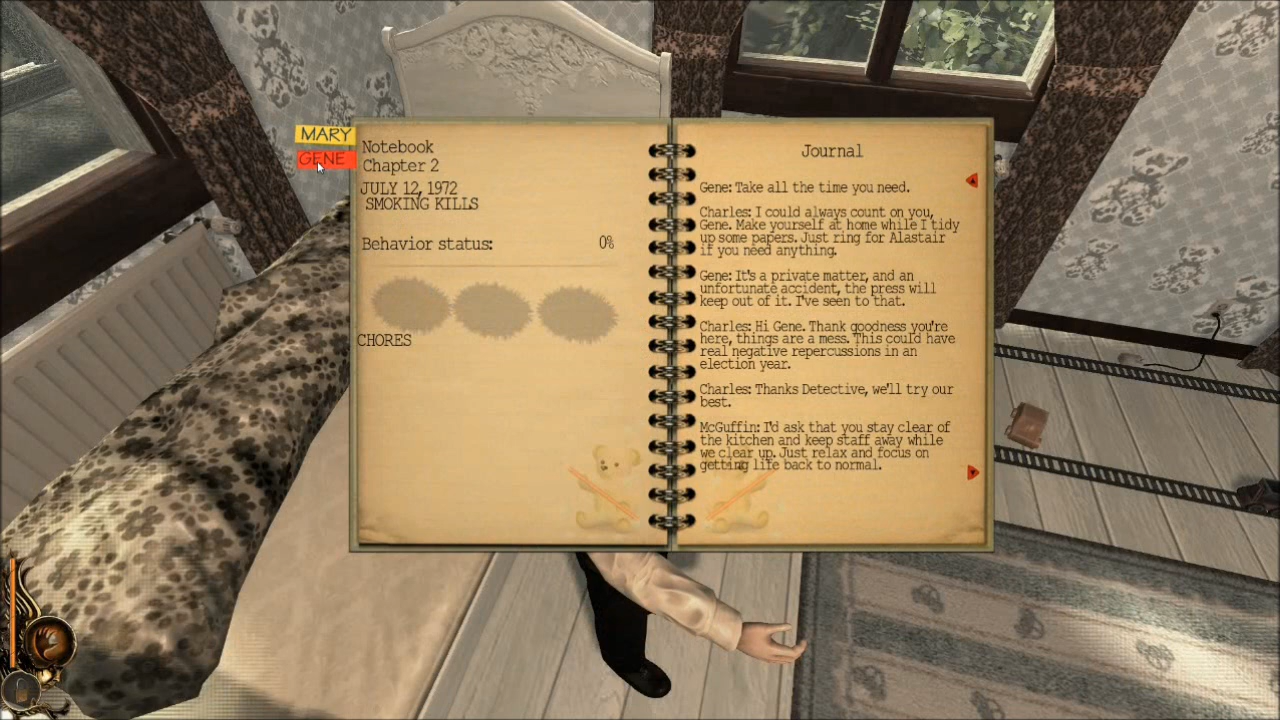 MARY
GENE
Notebook
Chapter 2
JULY 12, 1972
SMOKING KILLS
Behavior status: 0%
CHORES
Journal
Gene: Take all the time you need.
Charles: I could always count on you,
Gene. Make yourself at home while I tidy
up some papers. Just ring for Alastair
if you need anything.
Gene: It's a private matter, and an
unfortunate accident, the press will
keep out of it. I've seen to that.
Charles: Hi Gene. Thank goodness you're
here, things are a mess. This could have
real negative repercussions in an
election year.
Charles: Thanks Detective, we'll try our
best.
McGuffin: I'd ask that you stay clear of
the kitchen and keep staff away while
we clear up. Just relax and focus on
getting life back to normal.